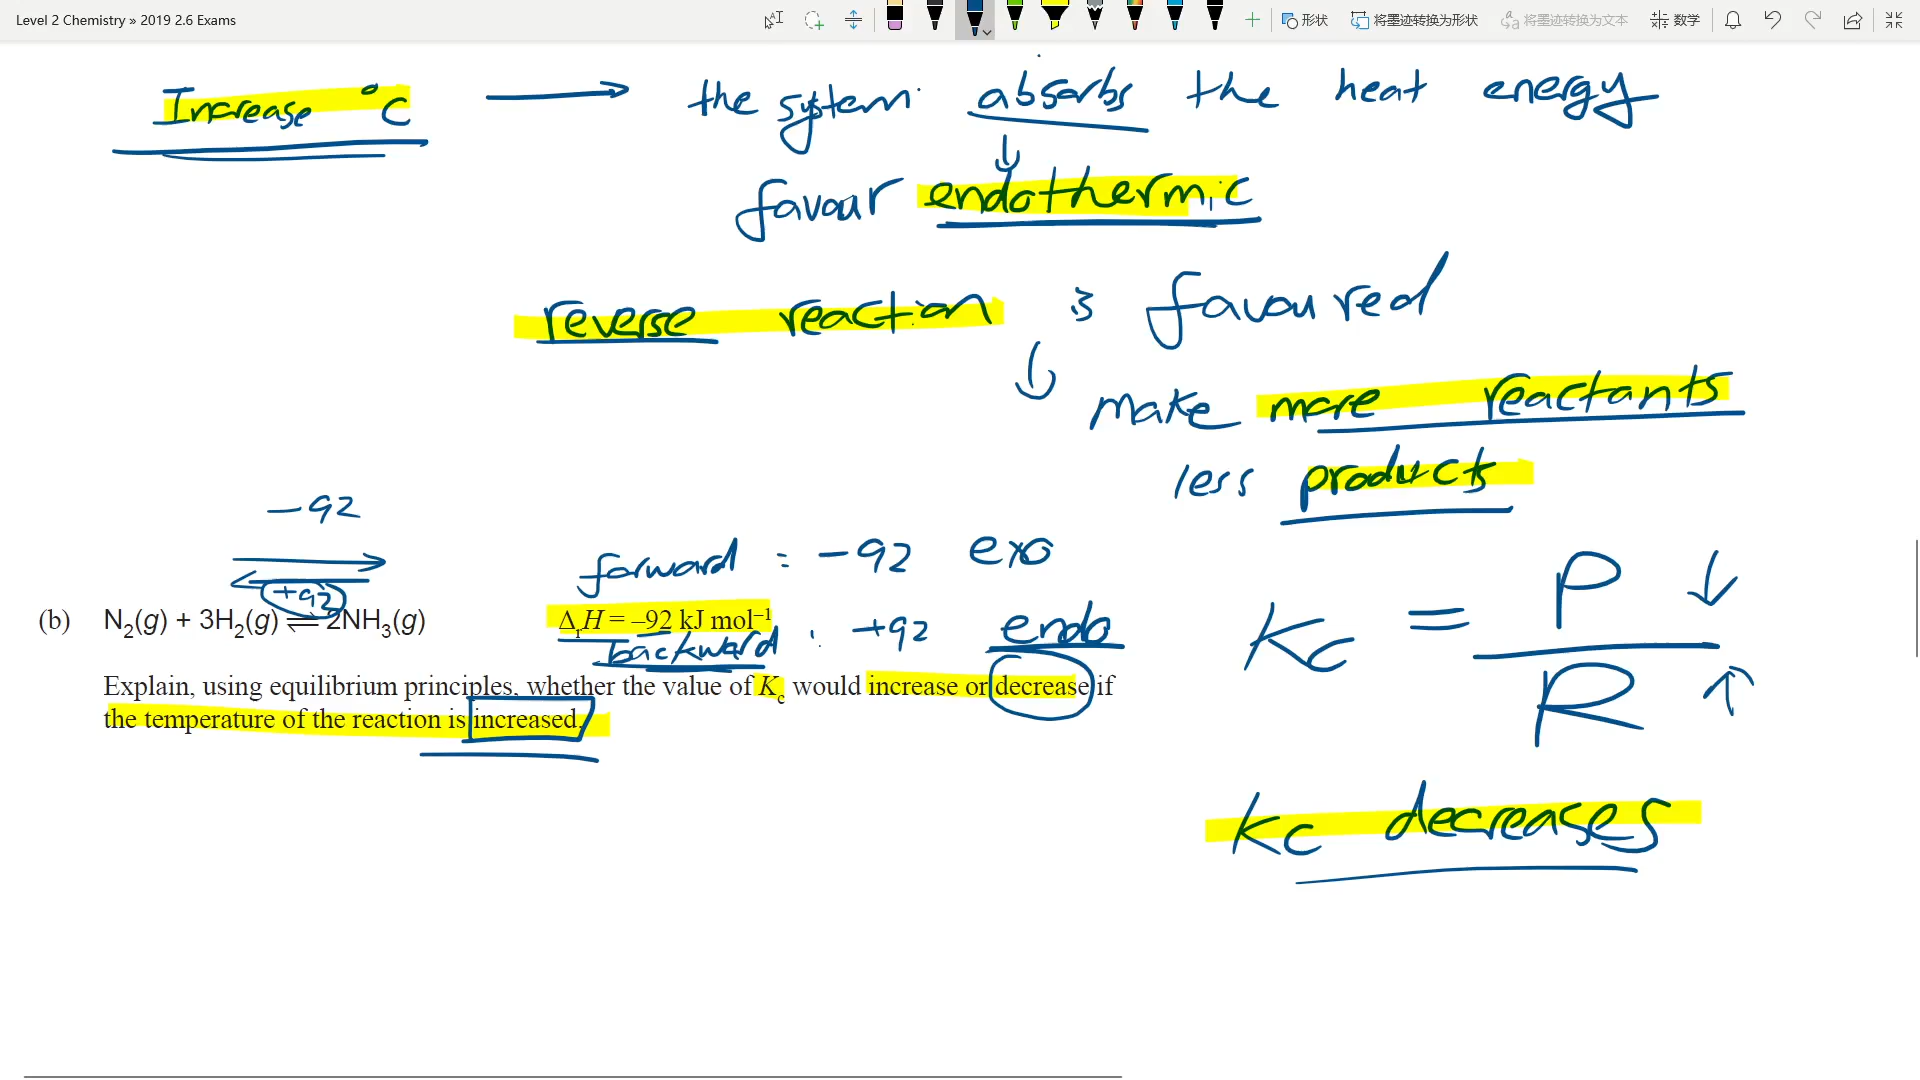 Level 2 Chemistry » 2019 2.6 Exams
形状 将墨迹转换为形状 将墨迹转换为文本 数学
Increase °C → the system absorbs the heat energy
↓
favour endothermic
reverse reaction is favoured
↓
make more reactants
less products
-92
+92
forward : -92 exo
(b) N₂(g) + 3H₂(g) ⇌ 2NH₃(g) ΔᵣH = –92 kJ mol⁻¹
backward : +92 endo
Kc = P ↓ / R ↑
Explain, using equilibrium principles, whether the value of Kc would increase or decrease if
the temperature of the reaction is increased.
Kc decreases